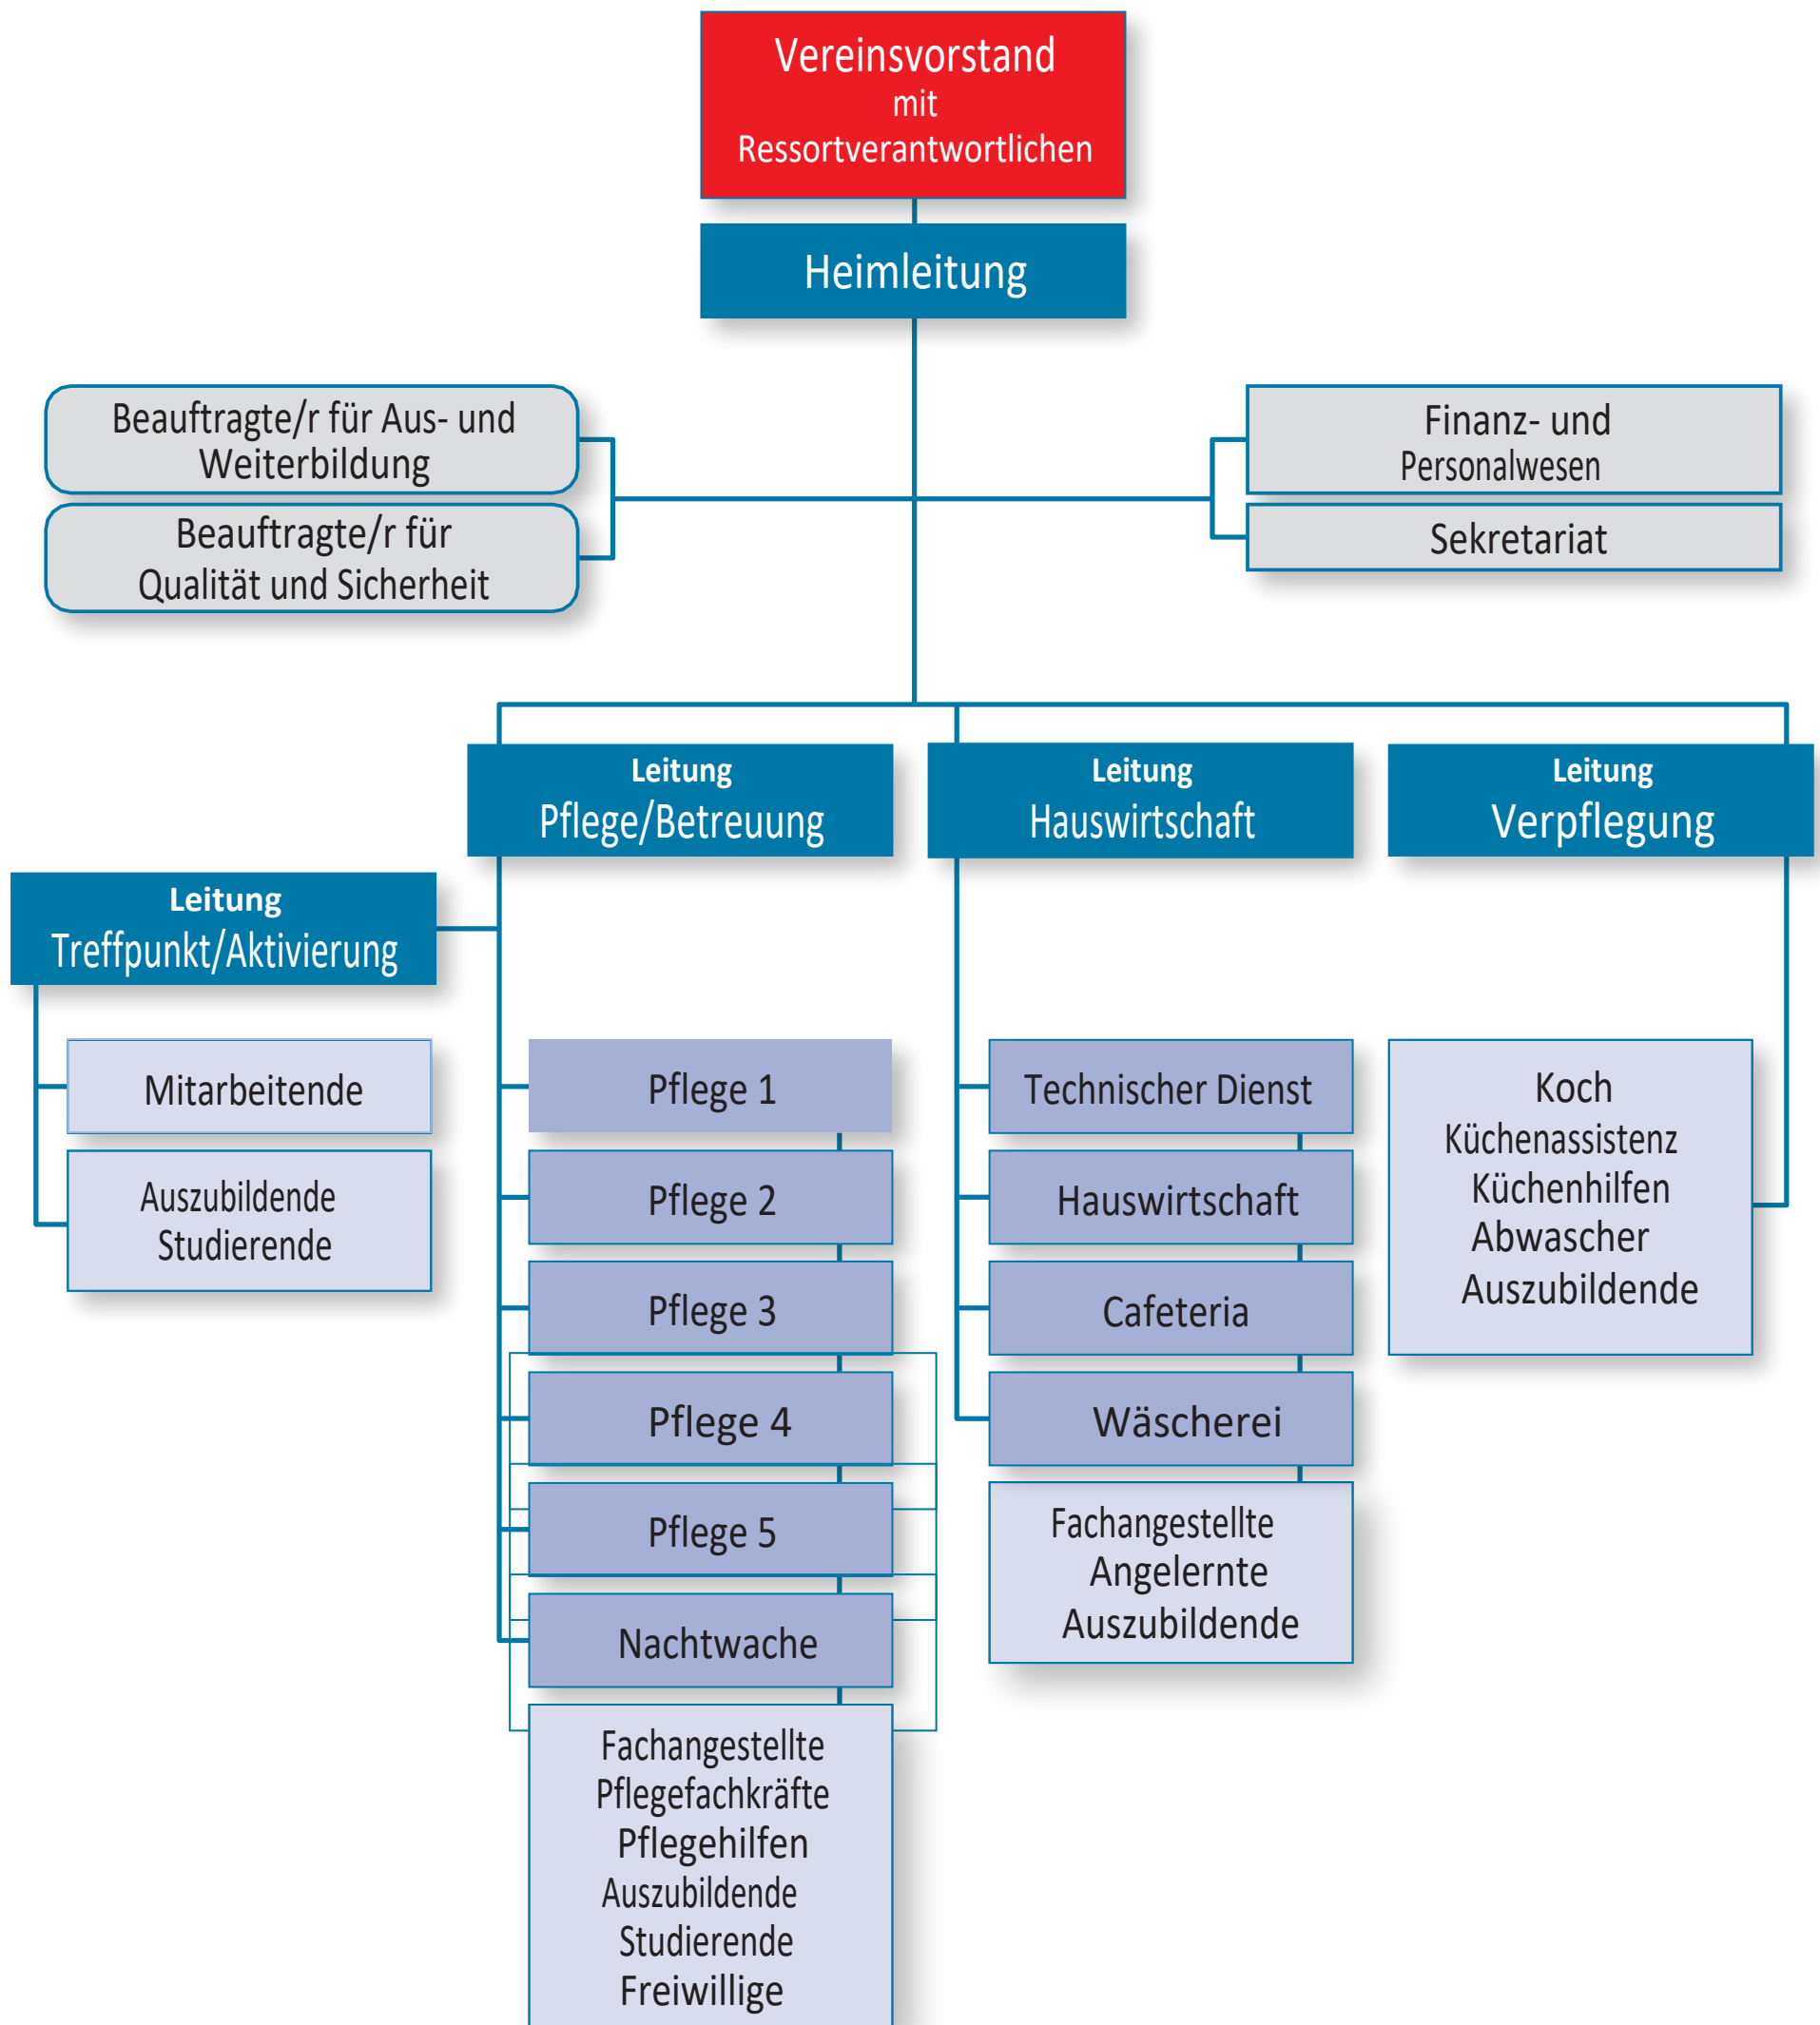 Vereinsvorstand
mit
Ressortverantwortlichen
Heimleitung
Beauftragte/r für Aus- und
Weiterbildung
Beauftragte/r für
Qualität und Sicherheit
Finanz- und
Personalwesen
Sekretariat
Leitung
Pflege/Betreuung
Leitung
Hauswirtschaft
Leitung
Verpflegung
Leitung
Treffpunkt/Aktivierung
Mitarbeitende
Auszubildende
Studierende
Pflege 1
Pflege 2
Pflege 3
Pflege 4
Pflege 5
Nachtwache
Fachangestellte
Pflegefachkräfte
Pflegehilfen
Auszubildende
Studierende
Freiwillige
Technischer Dienst
Hauswirtschaft
Cafeteria
Wäscherei
Fachangestellte
Angelernte
Auszubildende
Koch
Küchenassistenz
Küchenhilfen
Abwascher
Auszubildende